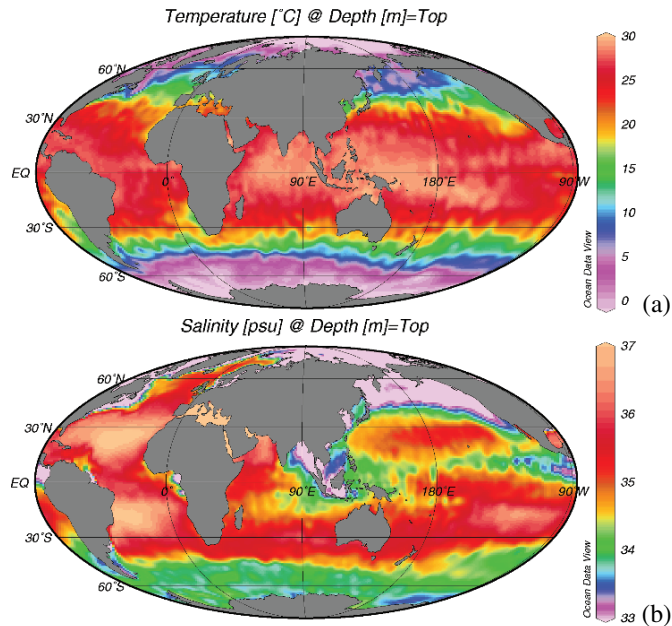 Temperature [°C] @ Depth [m]=Top
60°N
30°N
EQ
0°
90°E
180°E
90°W
30°S
60°S
30
25
20
15
10
5
0
Ocean Data View
(a)
Salinity [psu] @ Depth [m]=Top
60°N
30°N
EQ
0°
90°E
180°E
90°W
30°S
60°S
37
36
35
34
33
Ocean Data View
(b)